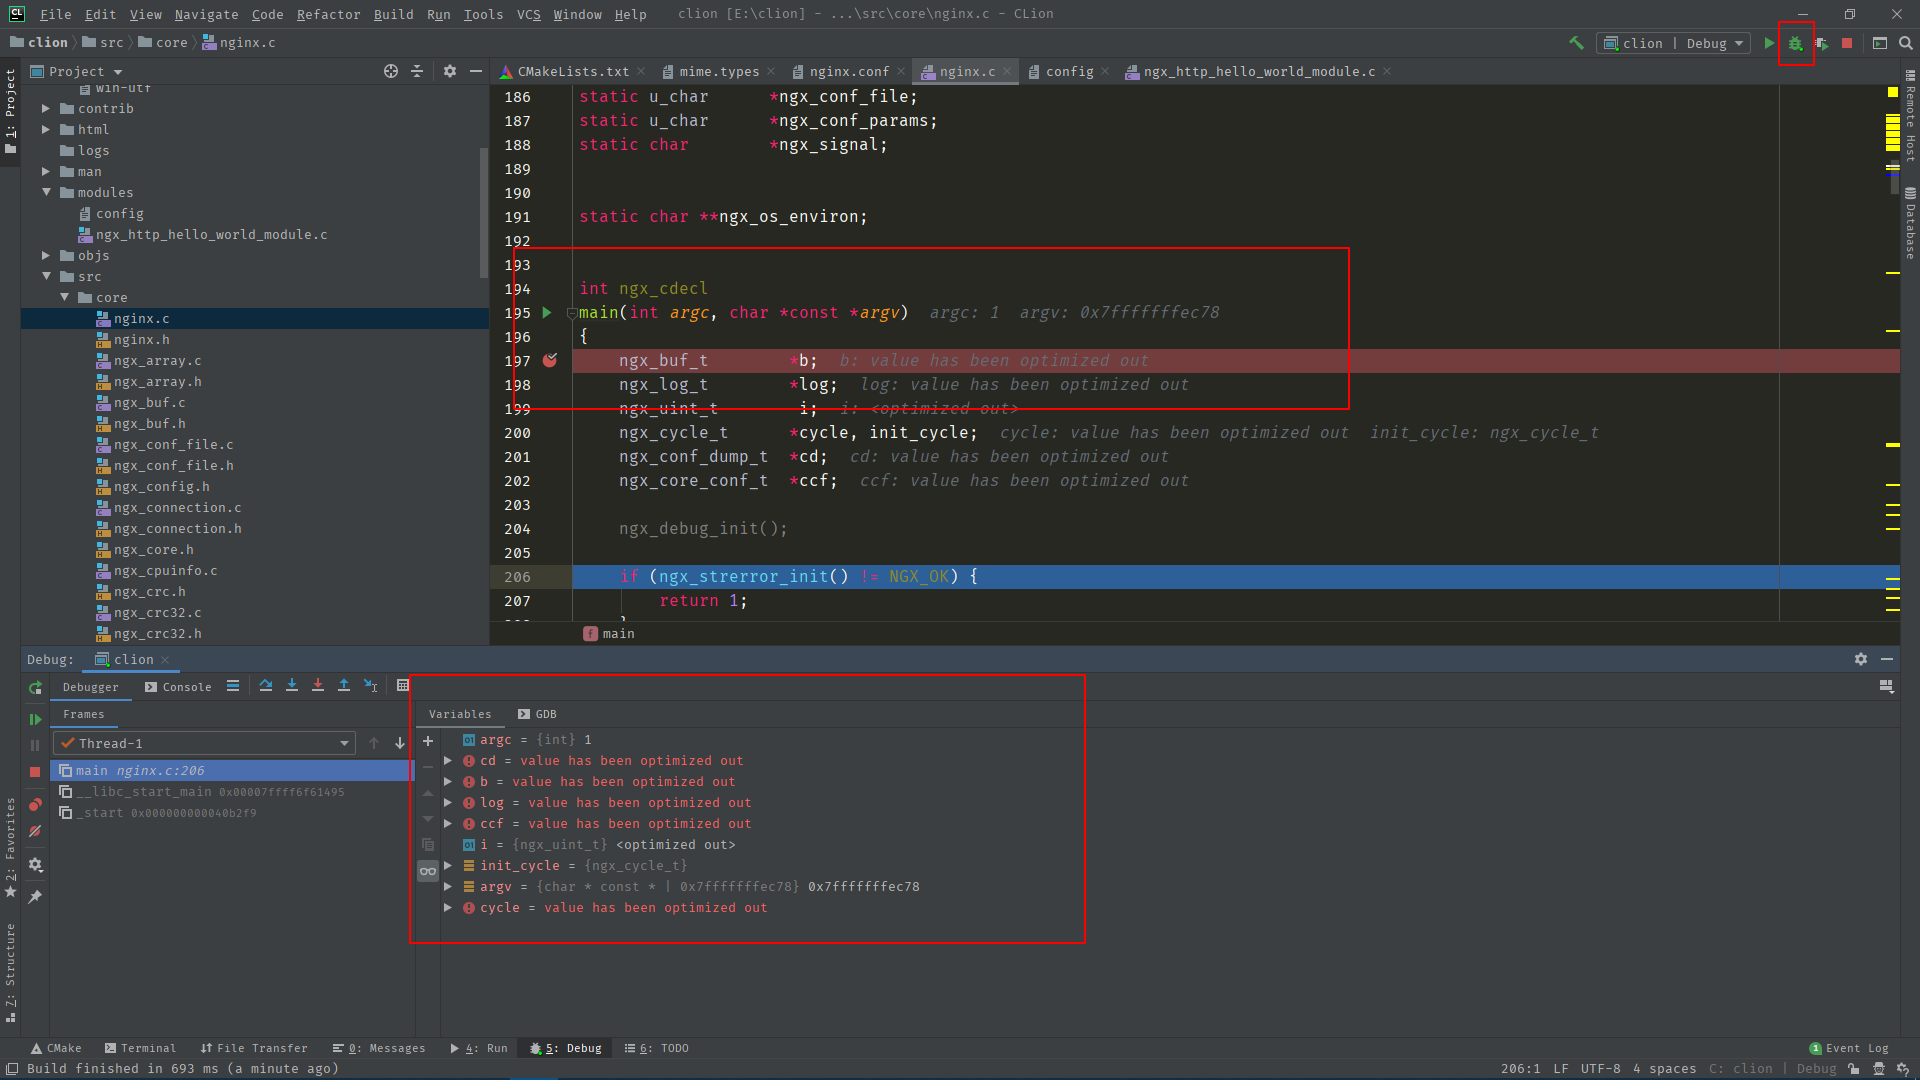 CL File Edit View Navigate Code Refactor Build Run Tools VCS Window Help clion [E:\clion] - ...\src\core\nginx.c - CLion
clion src core nginx.c clion | Debug
Project CMakeLists.txt mime.types nginx.conf nginx.c config ngx_http_hello_world_module.c
1: Project
Remote Host
Database
win-utf
contrib
html
logs
man
modules
config
ngx_http_hello_world_module.c
objs
src
core
nginx.c
nginx.h
ngx_array.c
ngx_array.h
ngx_buf.c
ngx_buf.h
ngx_conf_file.c
ngx_conf_file.h
ngx_config.h
ngx_connection.c
ngx_connection.h
ngx_core.h
ngx_cpuinfo.c
ngx_crc.h
ngx_crc32.c
ngx_crc32.h
186 static u_char *ngx_conf_file;
187 static u_char *ngx_conf_params;
188 static char *ngx_signal;
189
190
191 static char **ngx_os_environ;
192
193
194 int ngx_cdecl
195 main(int argc, char *const *argv) argc: 1 argv: 0x7fffffffec78
196 {
197 ngx_buf_t *b; b: value has been optimized out
198 ngx_log_t *log; log: value has been optimized out
199 ngx_uint_t i; i: <optimized out>
200 ngx_cycle_t *cycle, init_cycle; cycle: value has been optimized out init_cycle: ngx_cycle_t
201 ngx_conf_dump_t *cd; cd: value has been optimized out
202 ngx_core_conf_t *ccf; ccf: value has been optimized out
203
204 ngx_debug_init();
205
206 if (ngx_strerror_init() != NGX_OK) {
207 return 1;
f main
Debug: clion
Debugger Console
Frames
Thread-1
main nginx.c:206
__libc_start_main 0x00007ffff6f61495
_start 0x000000000040b2f9
Variables GDB
argc = {int} 1
cd = value has been optimized out
b = value has been optimized out
log = value has been optimized out
ccf = value has been optimized out
i = {ngx_uint_t} <optimized out>
init_cycle = {ngx_cycle_t}
argv = {char * const * | 0x7fffffffec78} 0x7fffffffec78
cycle = value has been optimized out
2: Favorites
7: Structure
CMake Terminal File Transfer 0: Messages 4: Run 5: Debug 6: TODO 1 Event Log
Build finished in 693 ms (a minute ago) 206:1 LF UTF-8 4 spaces C: clion | Debug